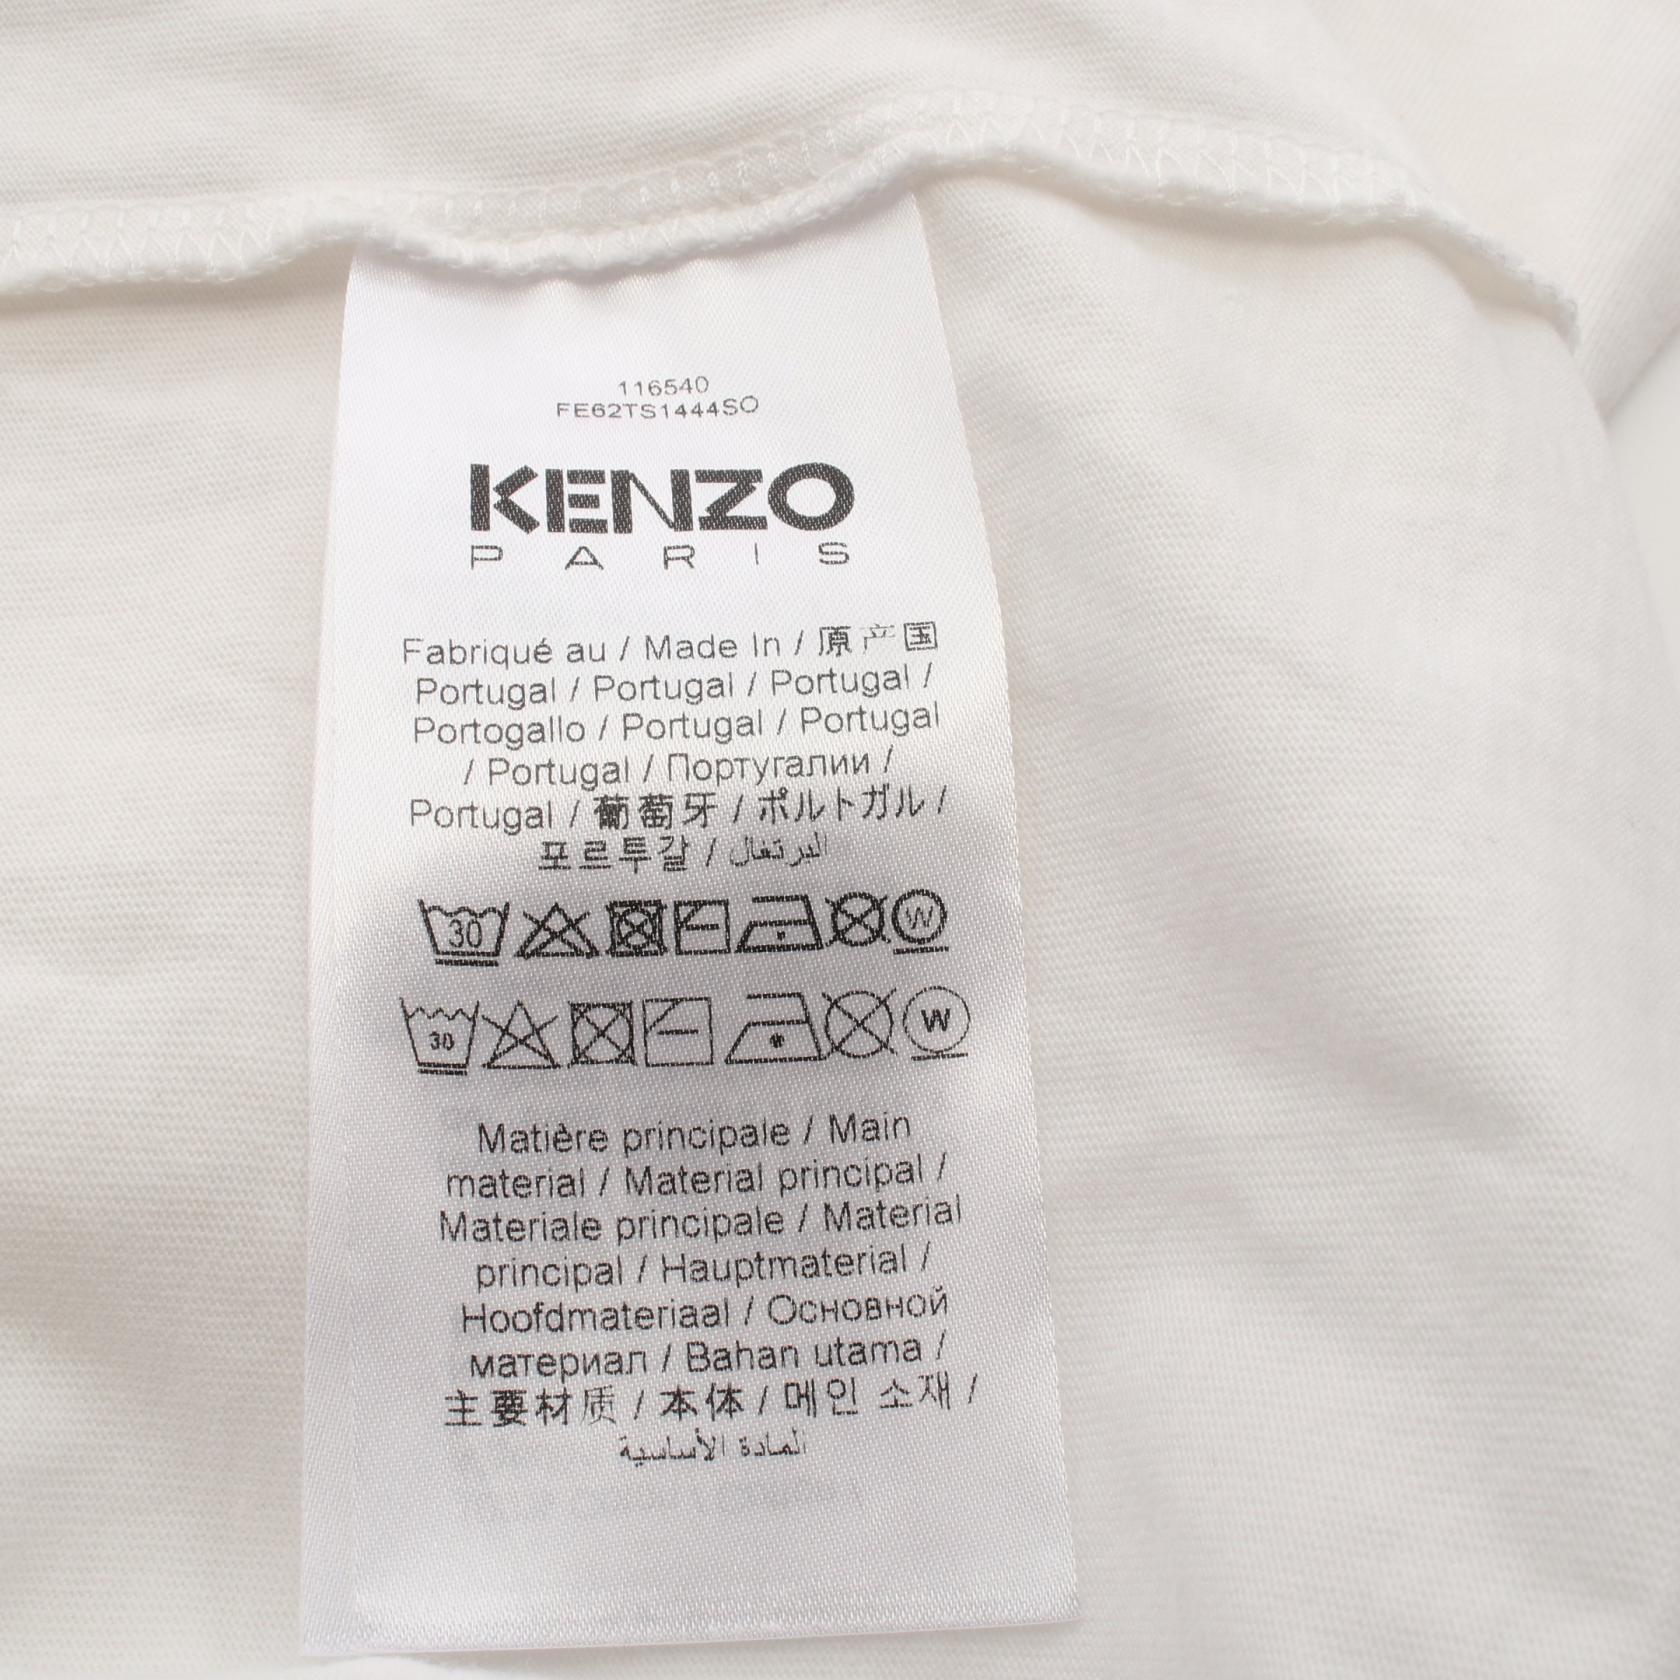 116540
FE62TS1444SO
KENZO
PARIS
Fabriqué au / Made In / 原产国
Portugal / Portugal / Portugal /
Portogallo / Portugal / Portugal
/ Portugal / Португалии /
Portugal / 葡萄牙 / ポルトガル /
포르투갈 / البرتغال
30 W
30 W
Matière principale / Main
material / Material principal /
Materiale principale / Material
principal / Hauptmaterial /
Hoofdmateriaal / Основной
материал / Bahan utama /
主要材质 / 本体 / 메인 소재 /
المادة الأساسية